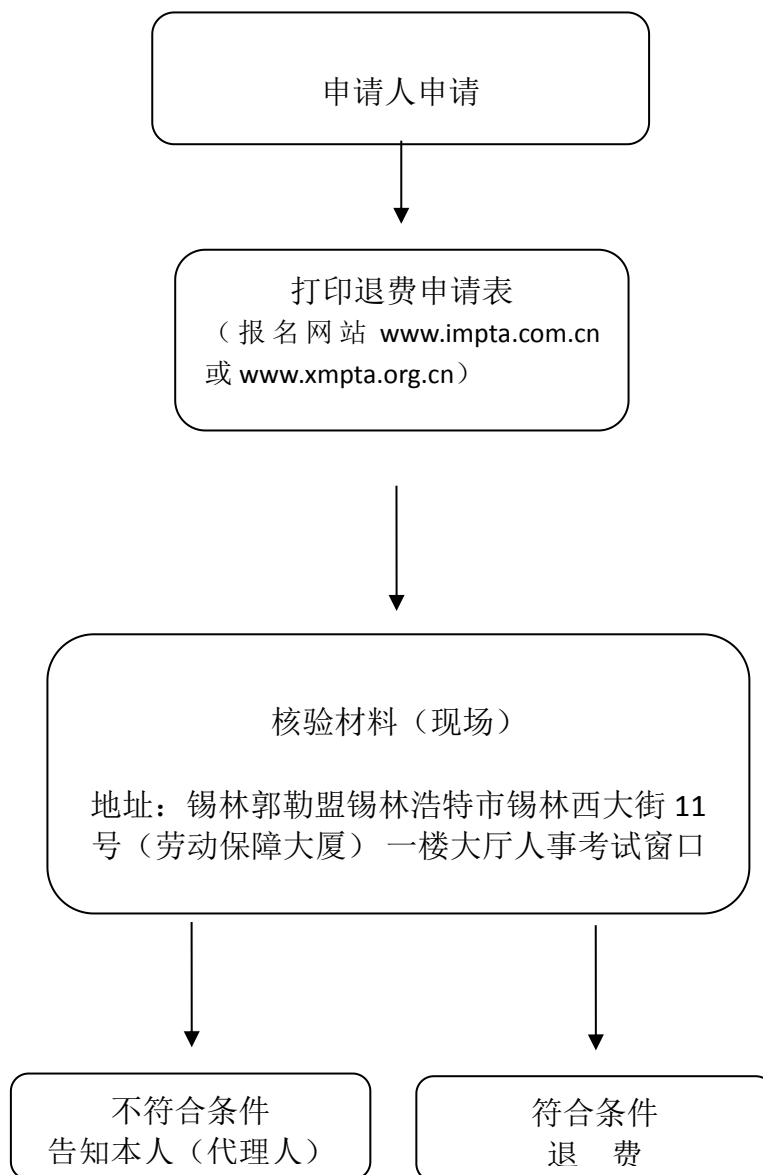 申请人申请
打印退费申请表
（报名网站 www.impta.com.cn
或 www.xmpta.org.cn）
核验材料（现场）
地址：锡林郭勒盟锡林浩特市锡林西大街 11
号（劳动保障大厦） 一楼大厅人事考试窗口
不符合条件
告知本人（代理人）
符合条件
退 费